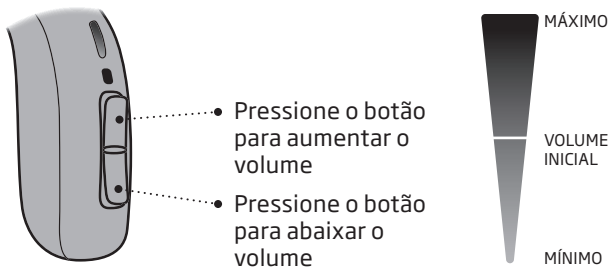 Pressione o botão
para aumentar o
volume
Pressione o botão
para abaixar o
volume
MÁXIMO
VOLUME
INICIAL
MÍNIMO